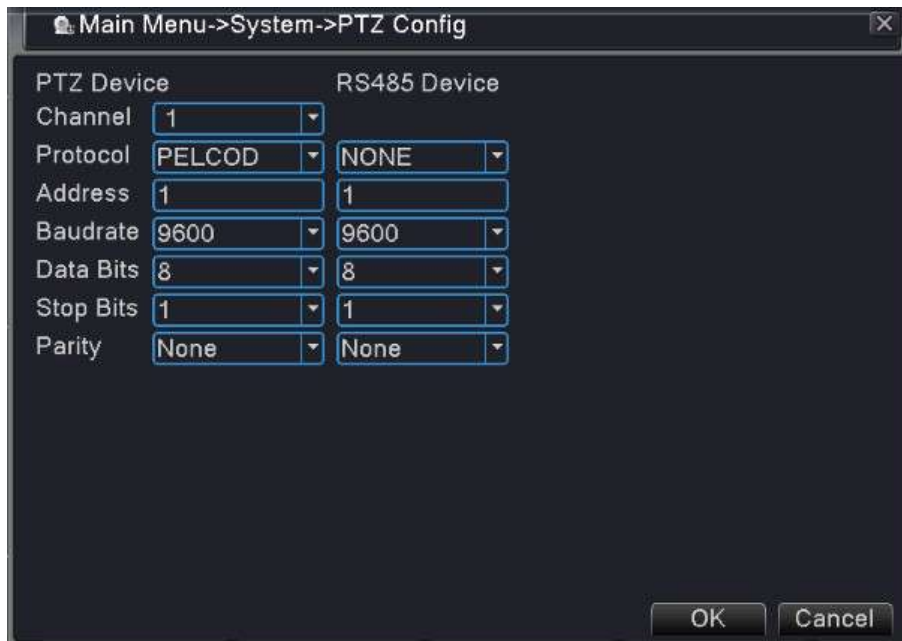 Main Menu->System->PTZ Config
PTZ Device RS485 Device
Channel 1
Protocol PELCOD NONE
Address 1 1
Baudrate 9600 9600
Data Bits 8 8
Stop Bits 1 1
Parity None None
OK Cancel